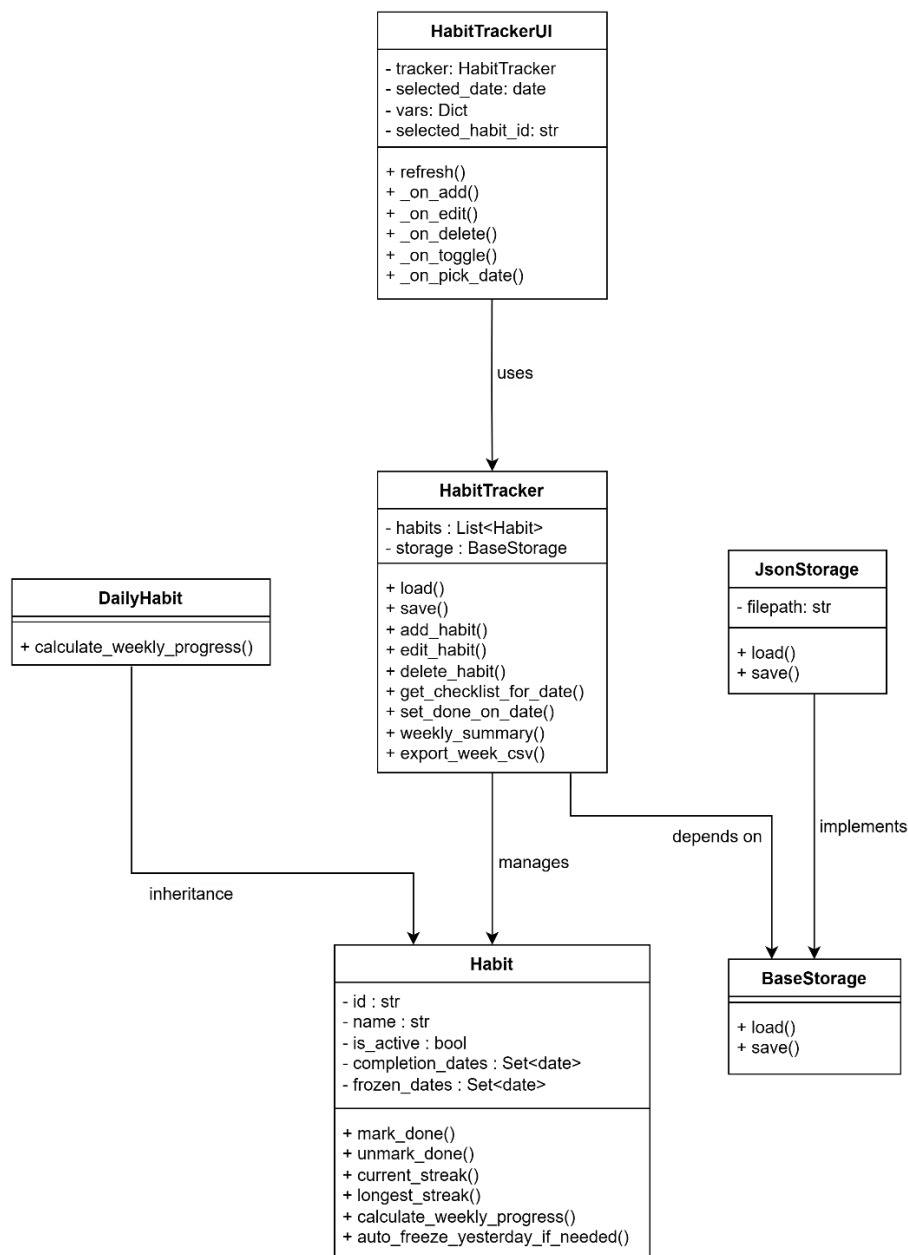 HabitTrackerUI
- tracker: HabitTracker
- selected_date: date
- vars: Dict
- selected_habit_id: str
+ refresh()
+ _on_add()
+ _on_edit()
+ _on_delete()
+ _on_toggle()
+ _on_pick_date()
uses
HabitTracker
- habits : List<Habit>
- storage : BaseStorage
+ load()
+ save()
+ add_habit()
+ edit_habit()
+ delete_habit()
+ get_checklist_for_date()
+ set_done_on_date()
+ weekly_summary()
+ export_week_csv()
DailyHabit
+ calculate_weekly_progress()
JsonStorage
- filepath: str
+ load()
+ save()
inheritance
manages
depends on
implements
Habit
- id : str
- name : str
- is_active : bool
- completion_dates : Set<date>
- frozen_dates : Set<date>
+ mark_done()
+ unmark_done()
+ current_streak()
+ longest_streak()
+ calculate_weekly_progress()
+ auto_freeze_yesterday_if_needed()
BaseStorage
+ load()
+ save()